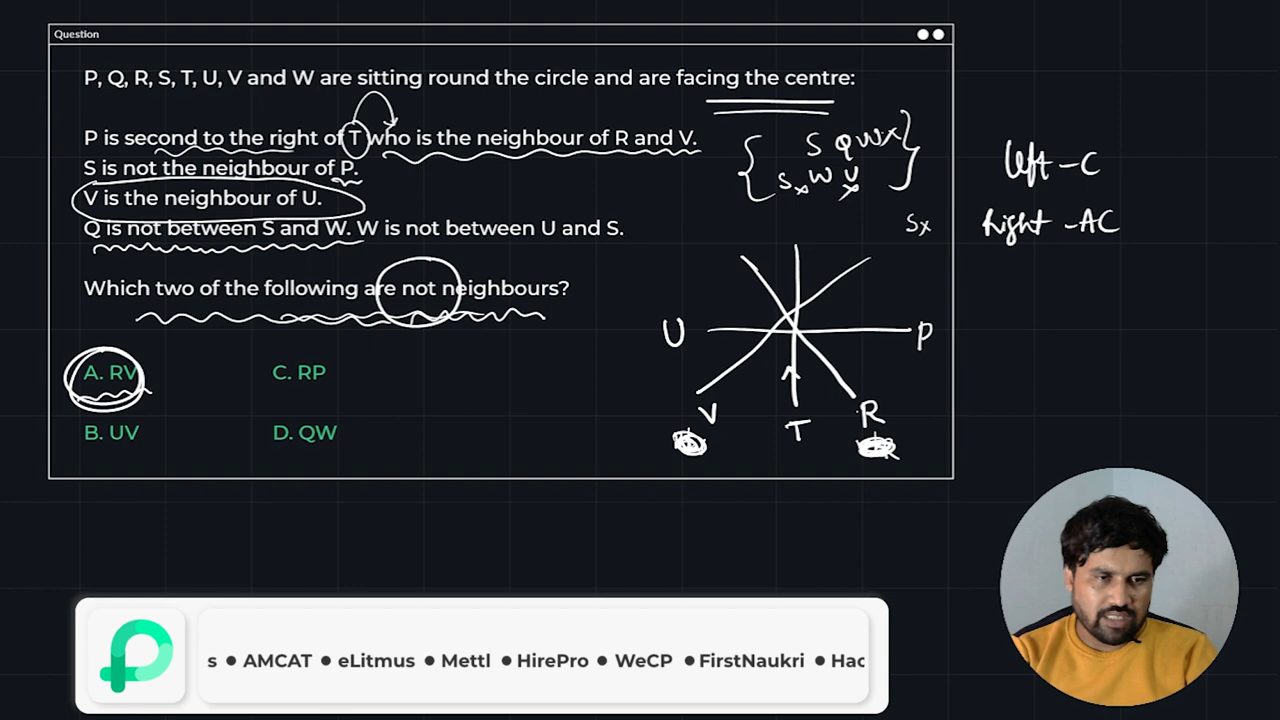 Question
P, Q, R, S, T, U, V and W are sitting round the circle and are facing the centre:
P is second to the right of T who is the neighbour of R and V.
S is not the neighbour of P.
V is the neighbour of U.
Q is not between S and W. W is not between U and S.
Which two of the following are not neighbours?
A. RV
C. RP
B. UV
D. QW
S Q W x
S x W V x
S x
left - C
Right - AC
U
P
V
T
R
s ● AMCAT ● eLitmus ● Mettl ● HirePro ● WeCP ● FirstNaukri ● Hac